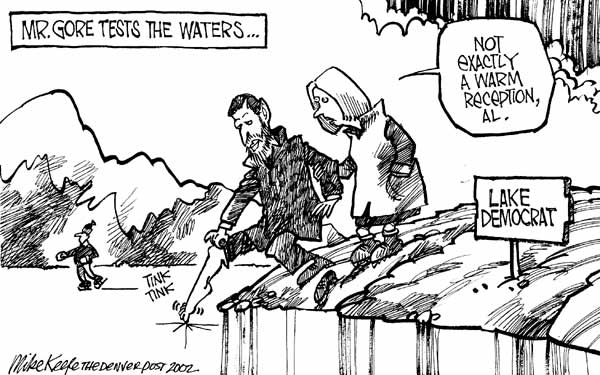 MR. GORE TESTS THE WATERS...
NOT
EXACTLY
A WARM
RECEPTION,
AL.
LAKE
DEMOCRAT
TINK
TINK
Mike Keefe THE DENVER POST 2002